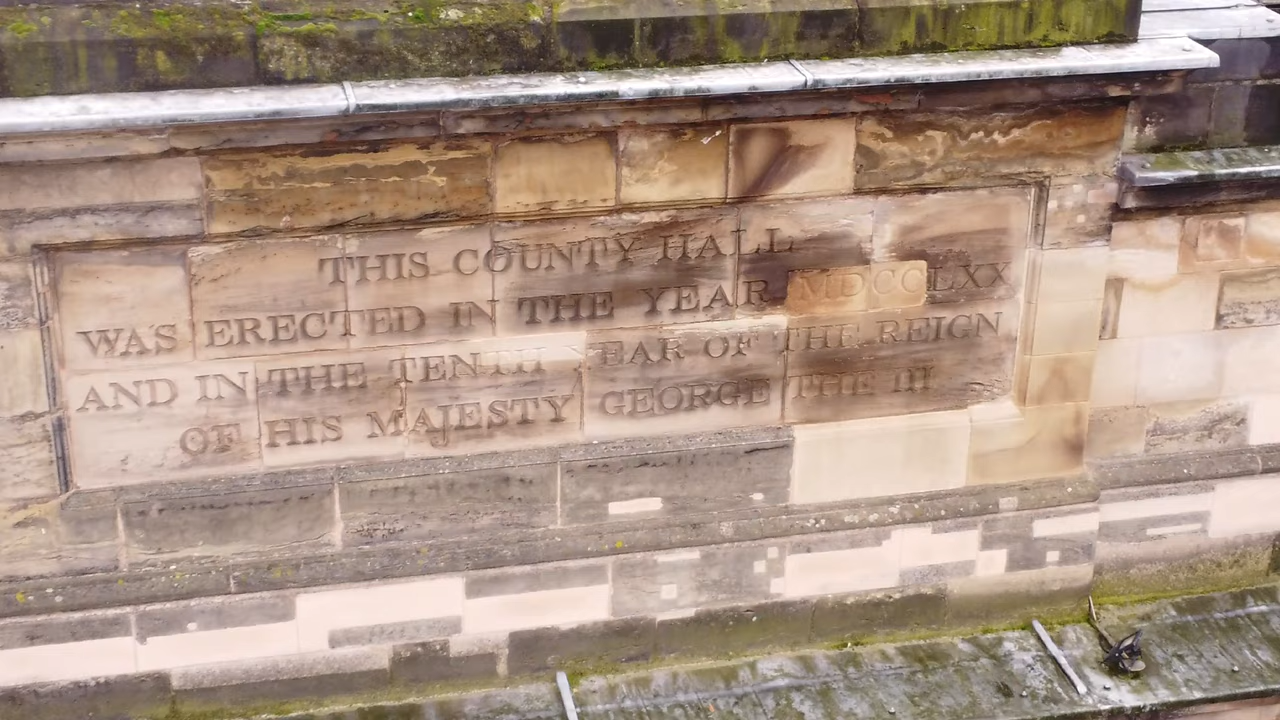 THIS COUNTY HALL
WAS ERECTED IN THE YEAR MDCCLXX
AND IN THE TENTH YEAR OF THE REIGN
OF HIS MAJESTY GEORGE THE III